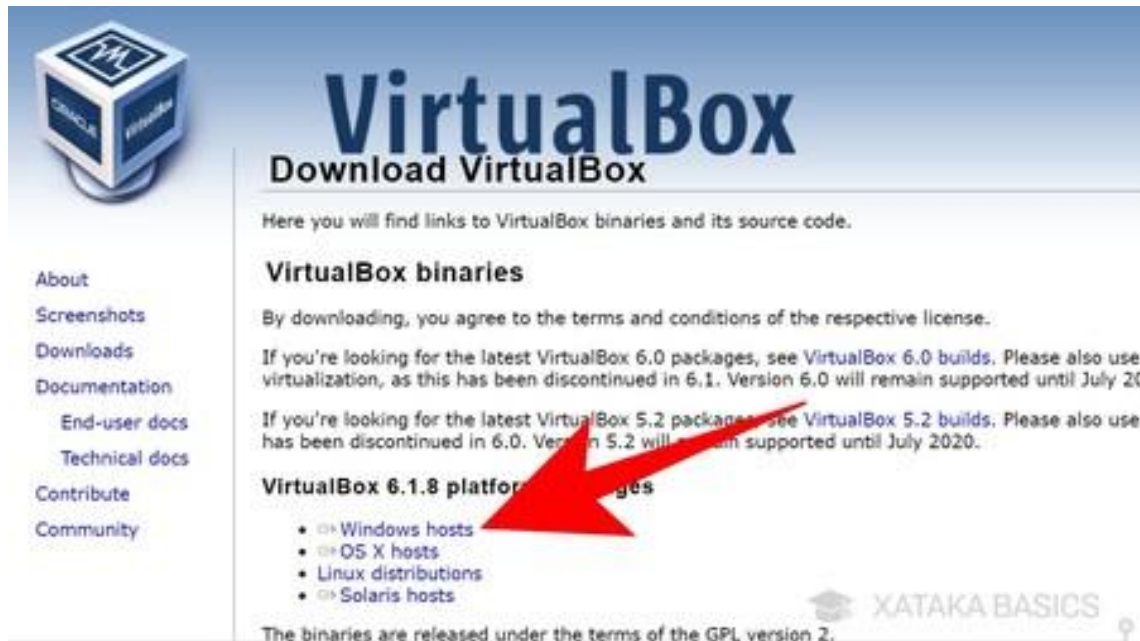 ORACLE
VirtualBox
VirtualBox
Download VirtualBox
Here you will find links to VirtualBox binaries and its source code.
About
Screenshots
Downloads
Documentation
End-user docs
Technical docs
Contribute
Community
VirtualBox binaries
By downloading, you agree to the terms and conditions of the respective license.
If you're looking for the latest VirtualBox 6.0 packages, see VirtualBox 6.0 builds. Please also use
virtualization, as this has been discontinued in 6.1. Version 6.0 will remain supported until July 20
If you're looking for the latest VirtualBox 5.2 packages, see VirtualBox 5.2 builds. Please also use
has been discontinued in 6.0. Version 5.2 will supported until July 2020.
VirtualBox 6.1.8
• Windows hosts
• OS X hosts
• Linux distributions
• Solaris hosts
The binaries are released under the terms of the GPL version 2.
XATAKA BASICS